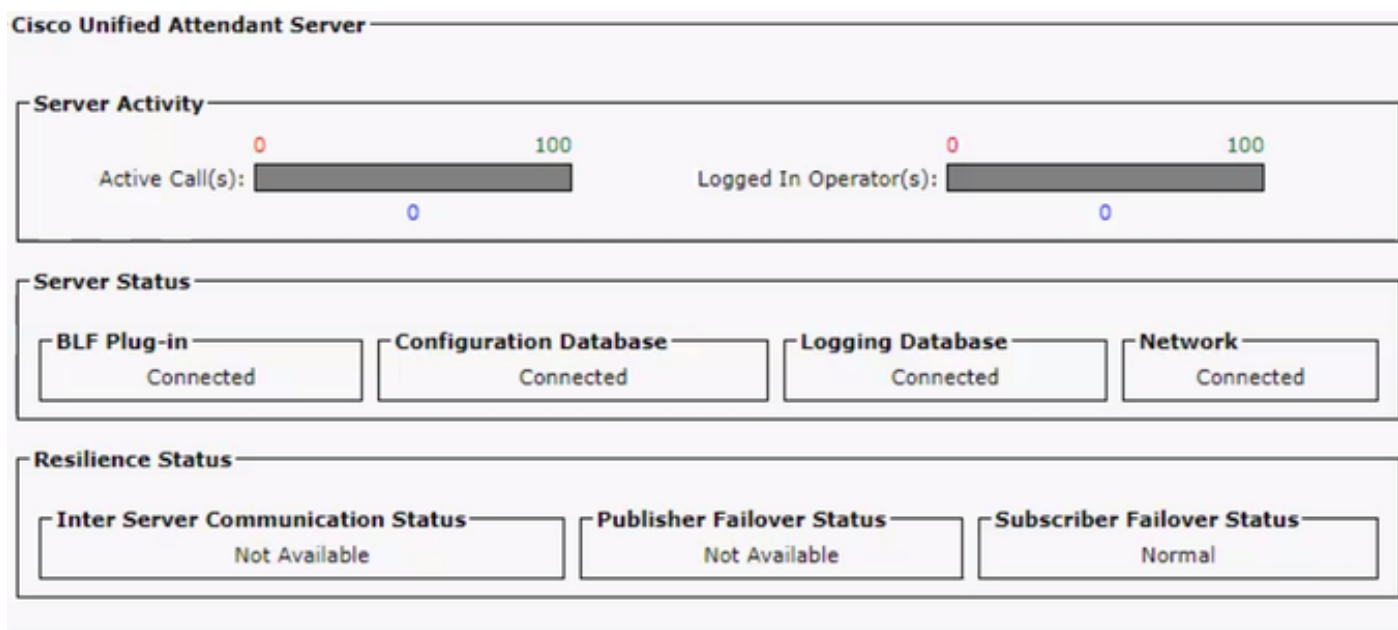 Cisco Unified Attendant Server
Server Activity
0 100 0 100
Active Call(s): Logged In Operator(s):
0 0
Server Status
BLF Plug-in Configuration Database Logging Database Network
Connected Connected Connected Connected
Resilience Status
Inter Server Communication Status Publisher Failover Status Subscriber Failover Status
Not Available Not Available Normal